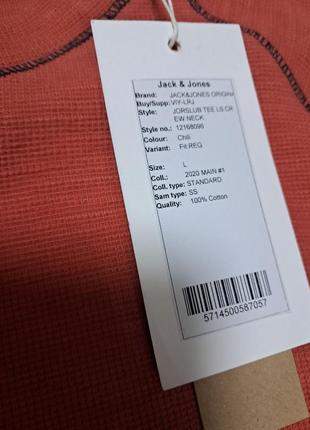 Jack & Jones
Brand: JACK&JONES ORIGINA
Buy/Supp: VIY-LRJ
Style: JORSLUB TEE LS CR
EW NECK
Style no.: 12168096
Colour: Chili
Variant: Fit:REG
Size: L
Coll.: 2020 MAIN #1
Coll. type: STANDARD
Sam type: SS
Quality: 100% Cotton
5714500587057